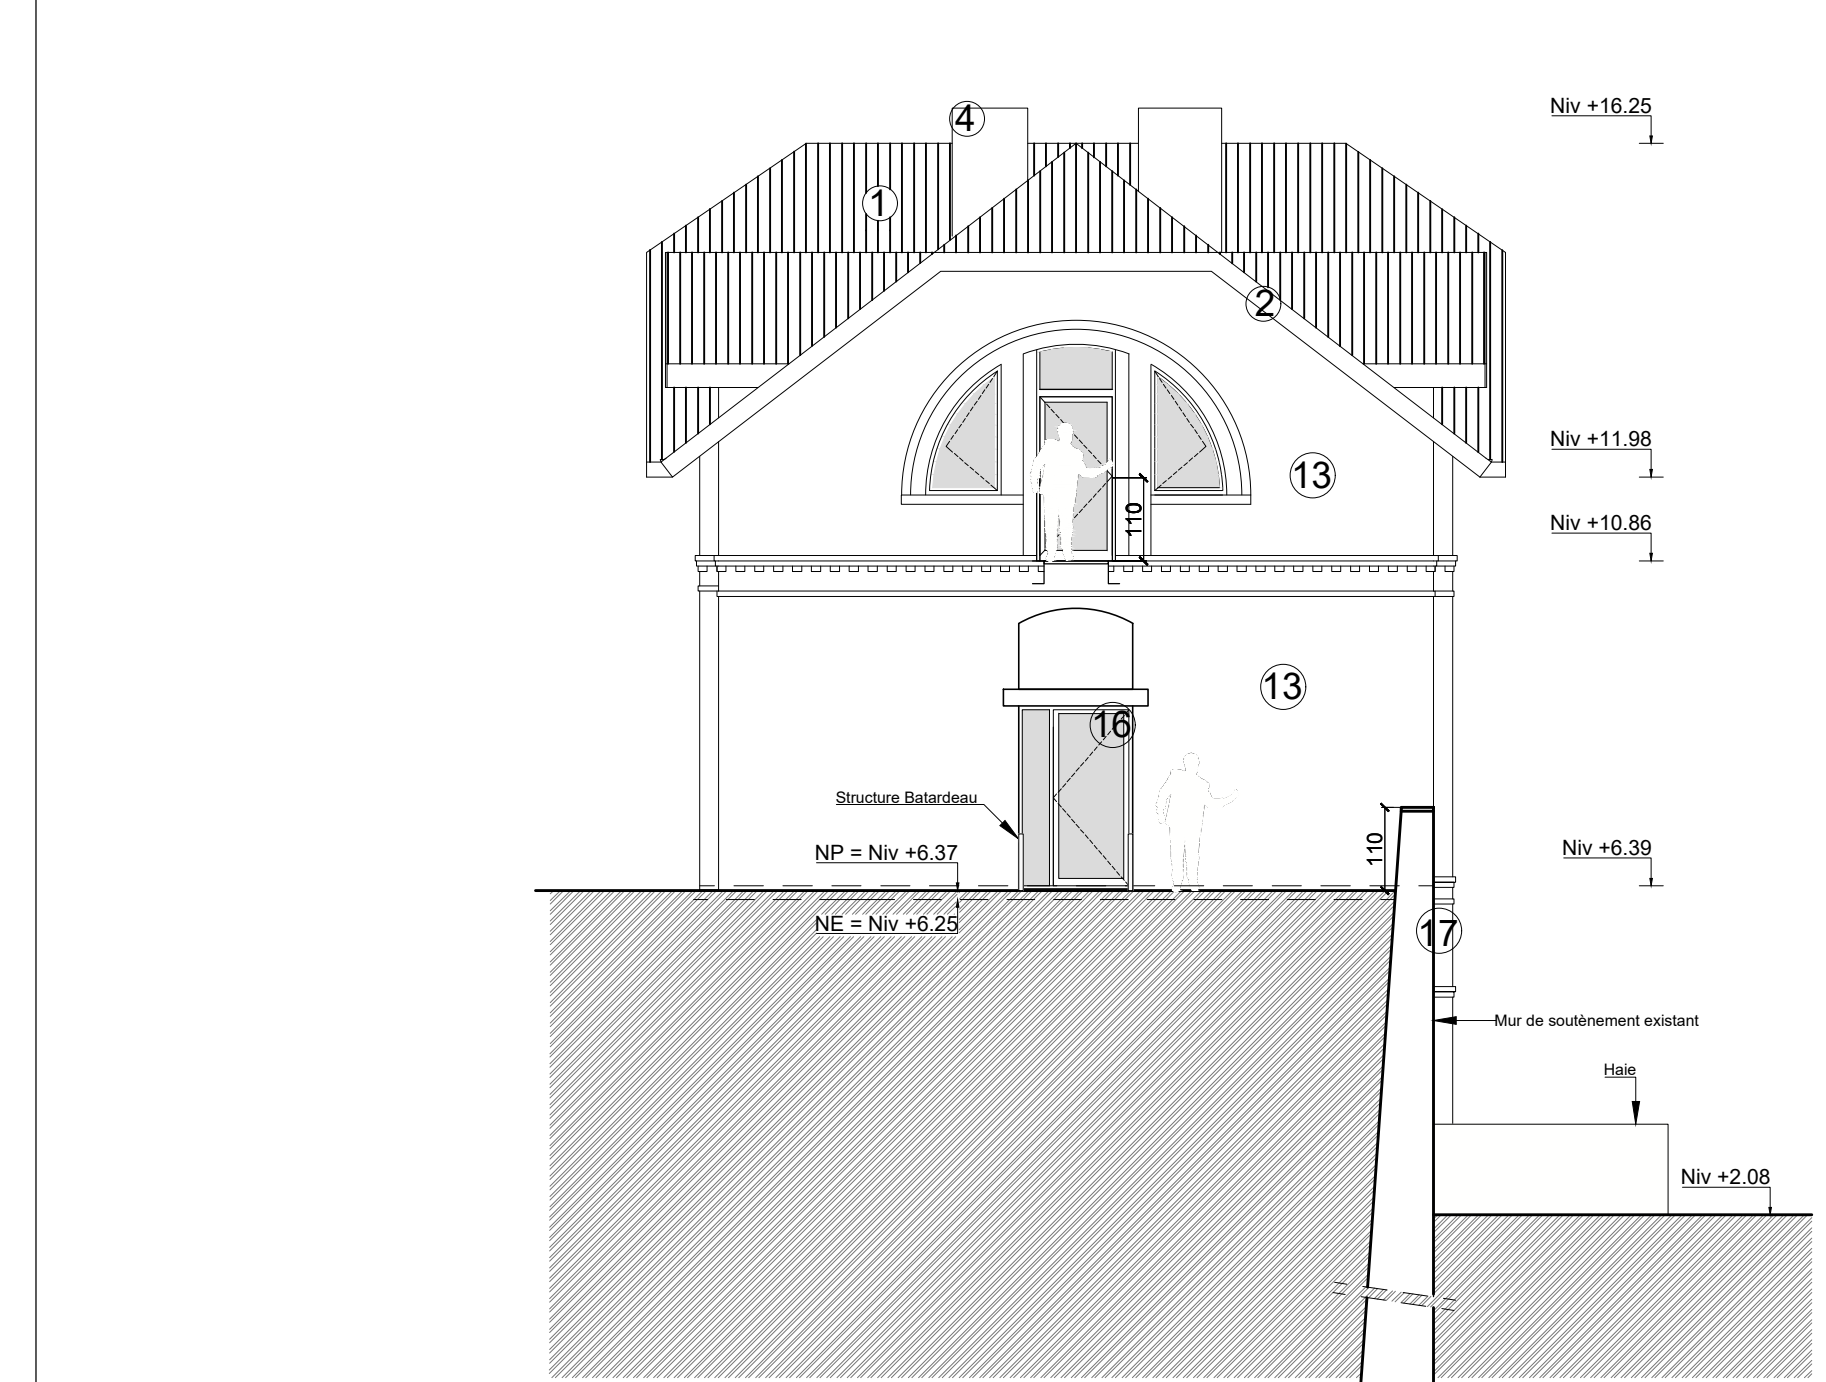 Niv +16.25
4
1
2
Niv +11.98
13
110
Niv +10.86
13
16
Structure Batardeau
110
NP = Niv +6.37
Niv +6.39
NE = Niv +6.25
17
Mur de soutènement existant
Haie
Niv +2.08